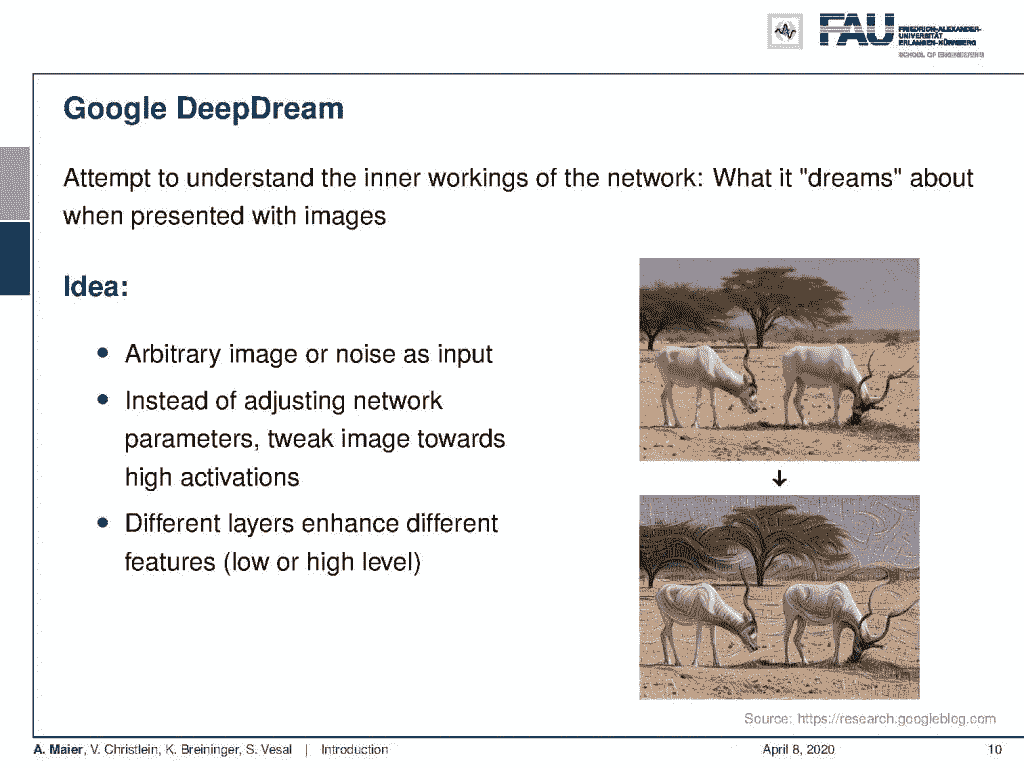 FAU
FRIEDRICH-ALEXANDER-
UNIVERSITÄT
ERLANGEN-NÜRNBERG
SCHOOL OF ENGINEERING
Google DeepDream
Attempt to understand the inner workings of the network: What it "dreams" about
when presented with images
Idea:
• Arbitrary image or noise as input
• Instead of adjusting network
parameters, tweak image towards
high activations
• Different layers enhance different
features (low or high level)
Source: https://research.googleblog.com
A. Maier, V. Christlein, K. Breininger, S. Vesal | Introduction April 8, 2020 10